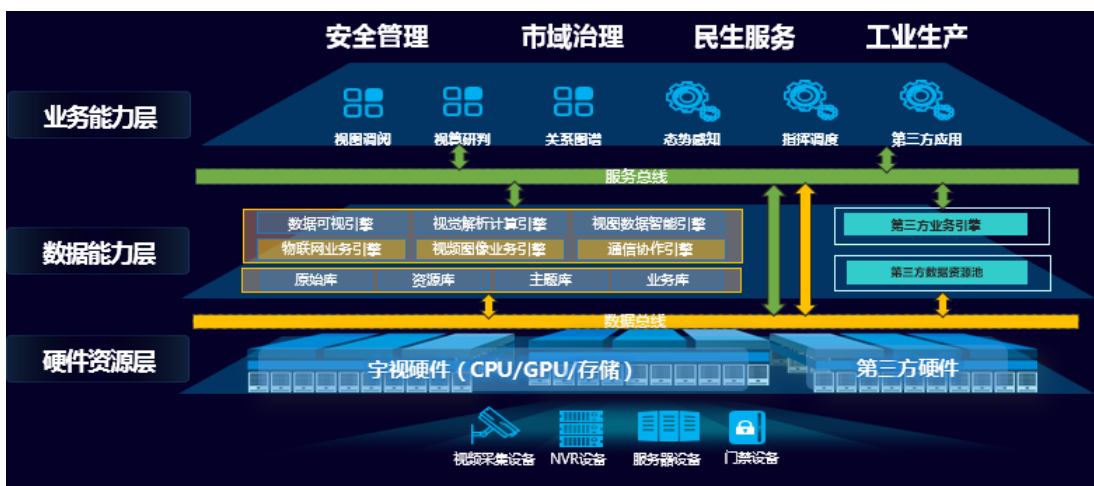 安全管理 市域治理 民生服务 工业生产
业务能力层
视图调阅 视算研判 关系图谱 态势感知 指挥调度 第三方应用
服务总线
数据能力层
数据可视引擎 视觉解析计算引擎 视图数据智能引擎 第三方业务引擎
物联网业务引擎 视频图像业务引擎 通信协作引擎
原始库 资源库 主题库 业务库 第三方数据资源池
数据总线
硬件资源层
宇视硬件（CPU/GPU/存储） 第三方硬件
视频采集设备 NVR设备 服务器设备 门禁设备